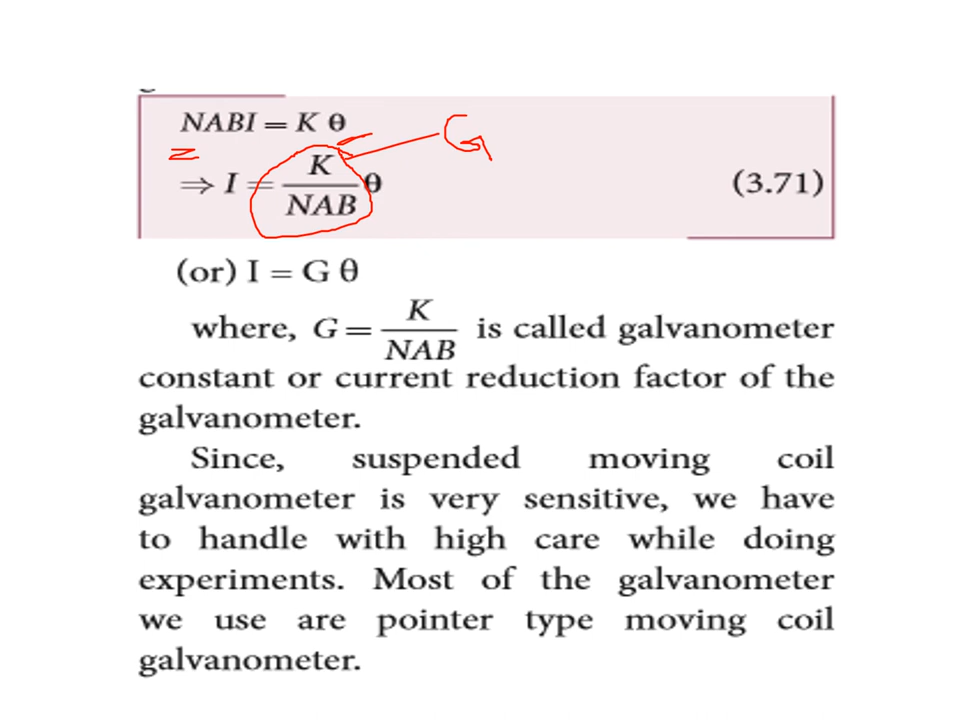 NABI = K θ
⇒ I = K/NAB θ (3.71)
G
(or) I = G θ
where, G = K/NAB is called galvanometer
constant or current reduction factor of the
galvanometer.
Since, suspended moving coil
galvanometer is very sensitive, we have
to handle with high care while doing
experiments. Most of the galvanometer
we use are pointer type moving coil
galvanometer.